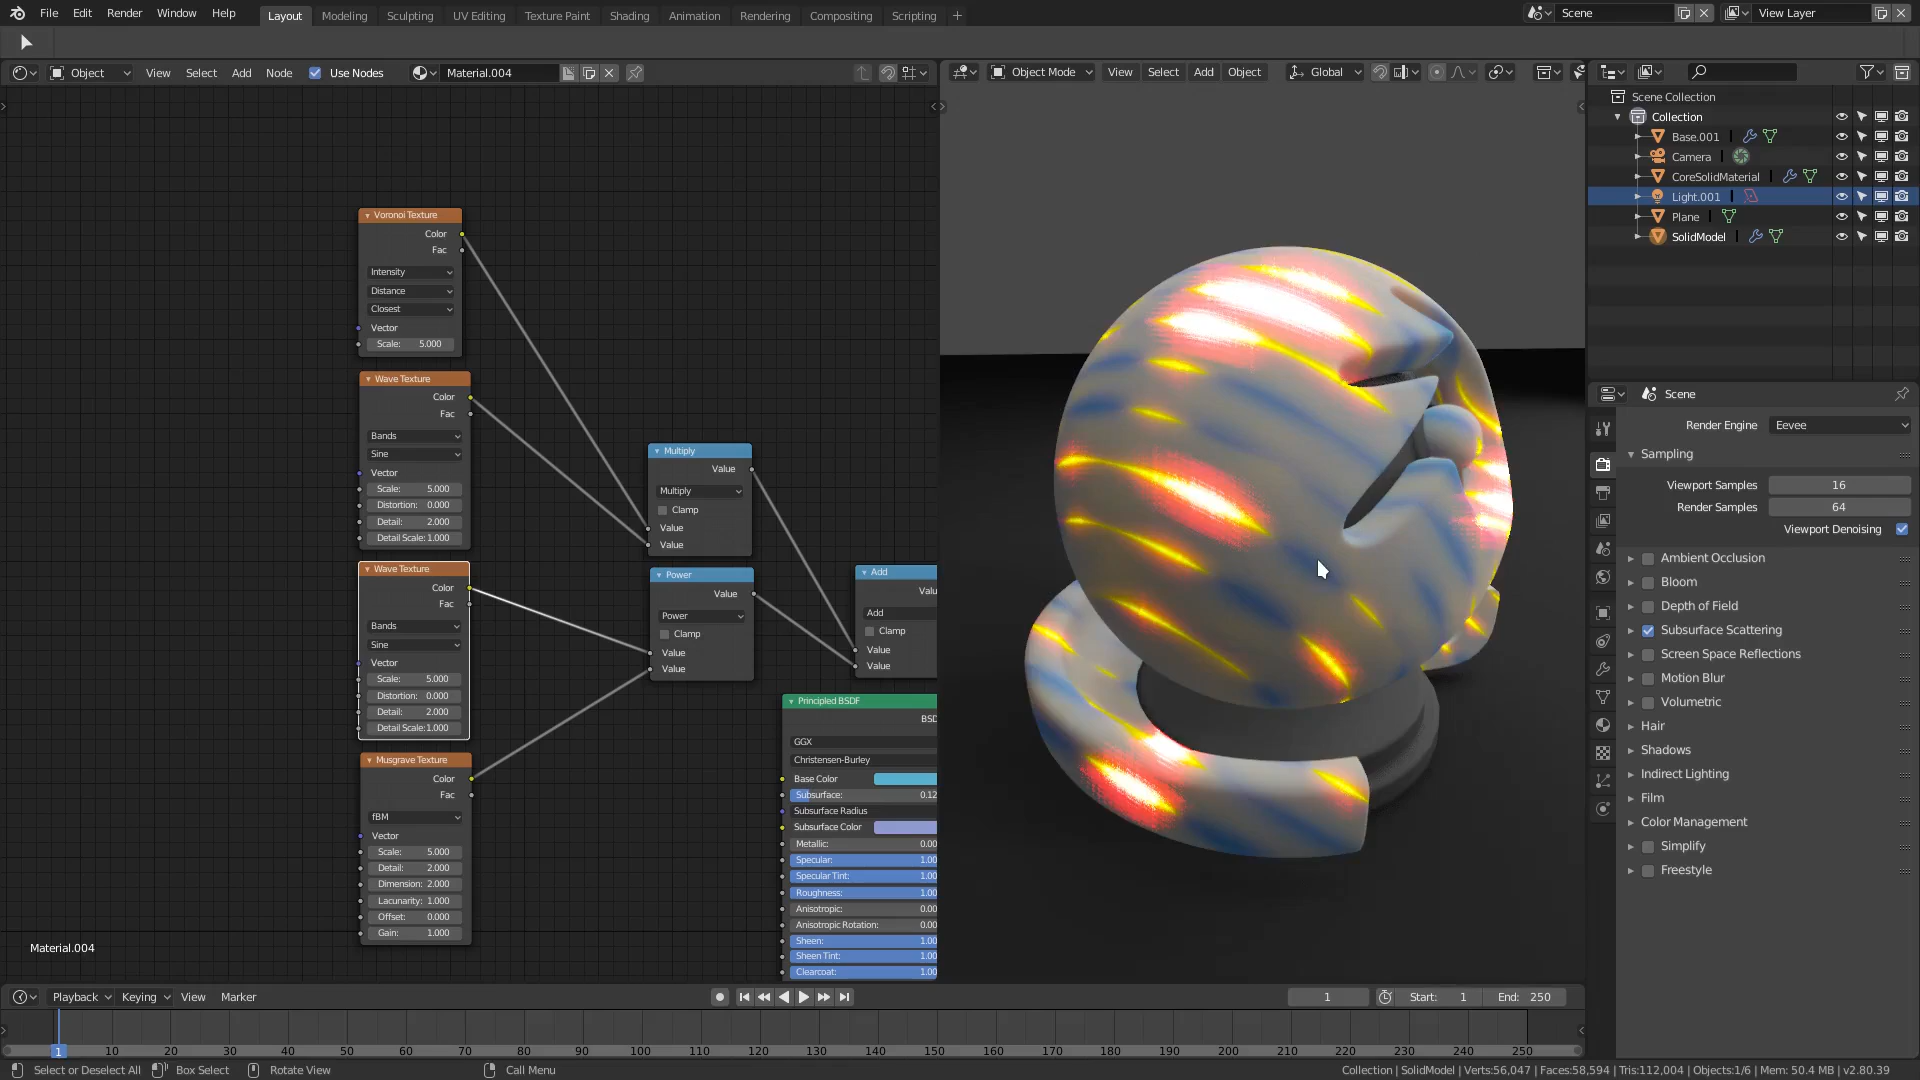 File Edit Render Window Help Layout Modeling Sculpting UV Editing Texture Paint Shading Animation Rendering Compositing Scripting + Scene View Layer
Object View Select Add Node Use Nodes Material.004
Object Mode View Select Add Object Global
Voronoi Texture
Color
Fac
Intensity
Distance
Closest
Vector
Scale: 5.000
Wave Texture
Color
Fac
Bands
Sine
Vector
Scale: 5.000
Distortion: 0.000
Detail: 2.000
Detail Scale: 1.000
Wave Texture
Color
Fac
Bands
Sine
Vector
Scale: 5.000
Distortion: 0.000
Detail: 2.000
Detail Scale: 1.000
Musgrave Texture
Color
Fac
fBM
Vector
Scale: 5.000
Detail: 2.000
Dimension: 2.000
Lacunarity: 1.000
Offset: 0.000
Gain: 1.000
Multiply
Value
Multiply
Clamp
Value
Value
Power
Value
Power
Clamp
Value
Value
Add
Valu
Add
Clamp
Value
Value
Principled BSDF
BSD
GGX
Christensen-Burley
Base Color
Subsurface: 0.12
Subsurface Radius
Subsurface Color
Metallic: 0.00
Specular: 1.00
Specular Tint: 1.00
Roughness: 1.00
Anisotropic: 0.00
Anisotropic Rotation: 0.00
Sheen: 1.00
Sheen Tint: 1.00
Clearcoat: 1.00
Material.004
Scene Collection
Collection
Base.001
Camera
CoreSolidMaterial
Light.001
Plane
SolidModel
Scene
Render Engine Eevee
Sampling
Viewport Samples 16
Render Samples 64
Viewport Denoising
Ambient Occlusion
Bloom
Depth of Field
Subsurface Scattering
Screen Space Reflections
Motion Blur
Volumetric
Hair
Shadows
Indirect Lighting
Film
Color Management
Simplify
Freestyle
Playback Keying View Marker 1 Start: 1 End: 250
1 10 20 30 40 50 60 70 80 90 100 110 120 130 140 150 160 170 180 190 200 210 220 230 240 250
Select or Deselect All Box Select Rotate View Call Menu Collection | SolidModel | Verts:56,047 | Faces:58,594 | Tris:112,004 | Objects:1/6 | Mem: 50.4 MB | v2.80.39